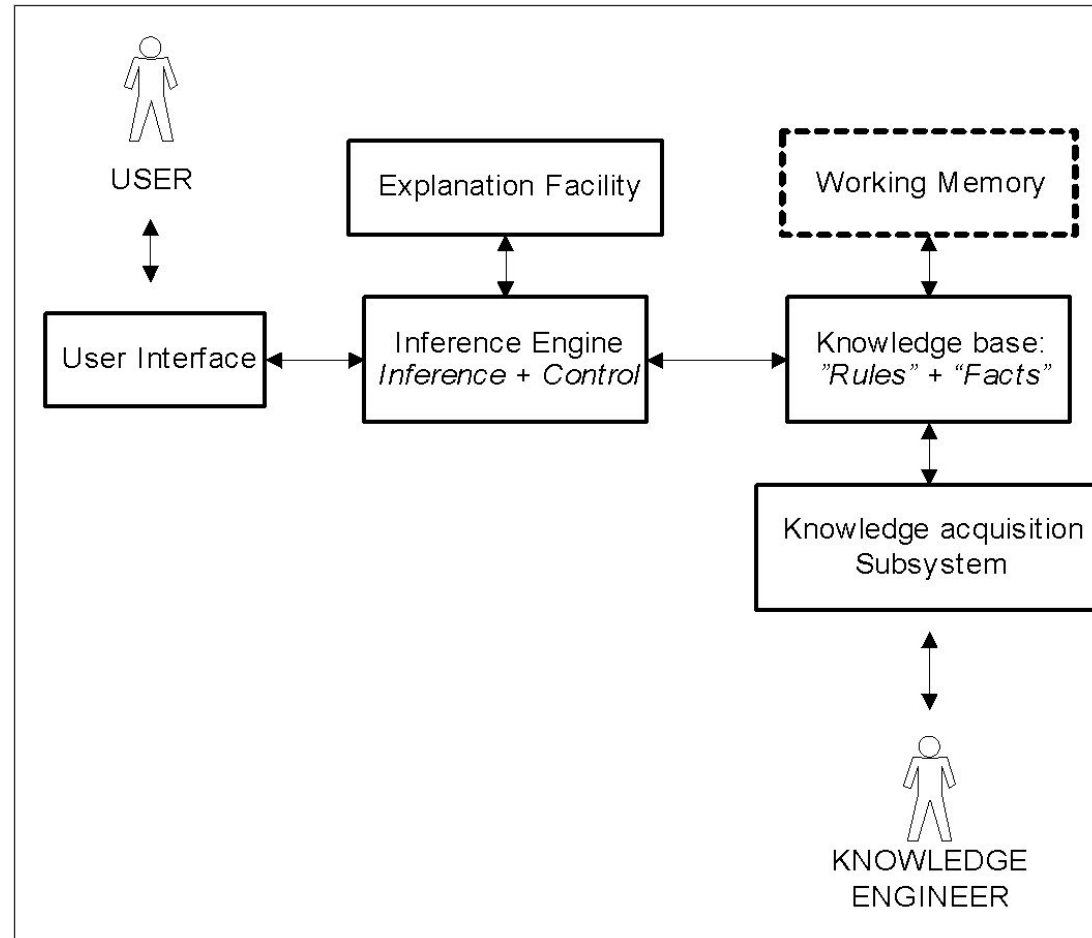 USER
Explanation Facility
Working Memory
User Interface
Inference Engine
Inference + Control
Knowledge base:
”Rules” + “Facts”
Knowledge acquisition
Subsystem
KNOWLEDGE
ENGINEER